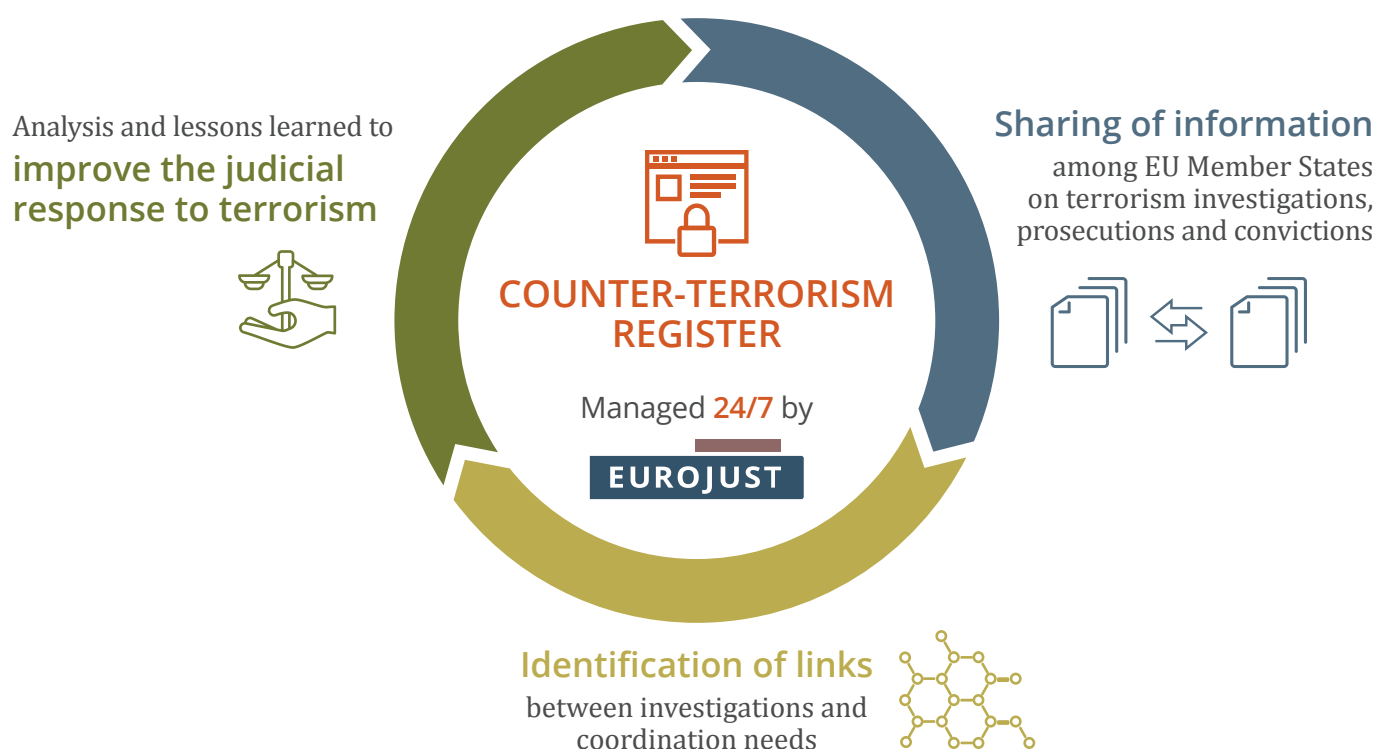 Analysis and lessons learned to
improve the judicial
response to terrorism
Sharing of information
among EU Member States
on terrorism investigations,
prosecutions and convictions
COUNTER-TERRORISM
REGISTER
Managed 24/7 by
EUROJUST
Identification of links
between investigations and
coordination needs